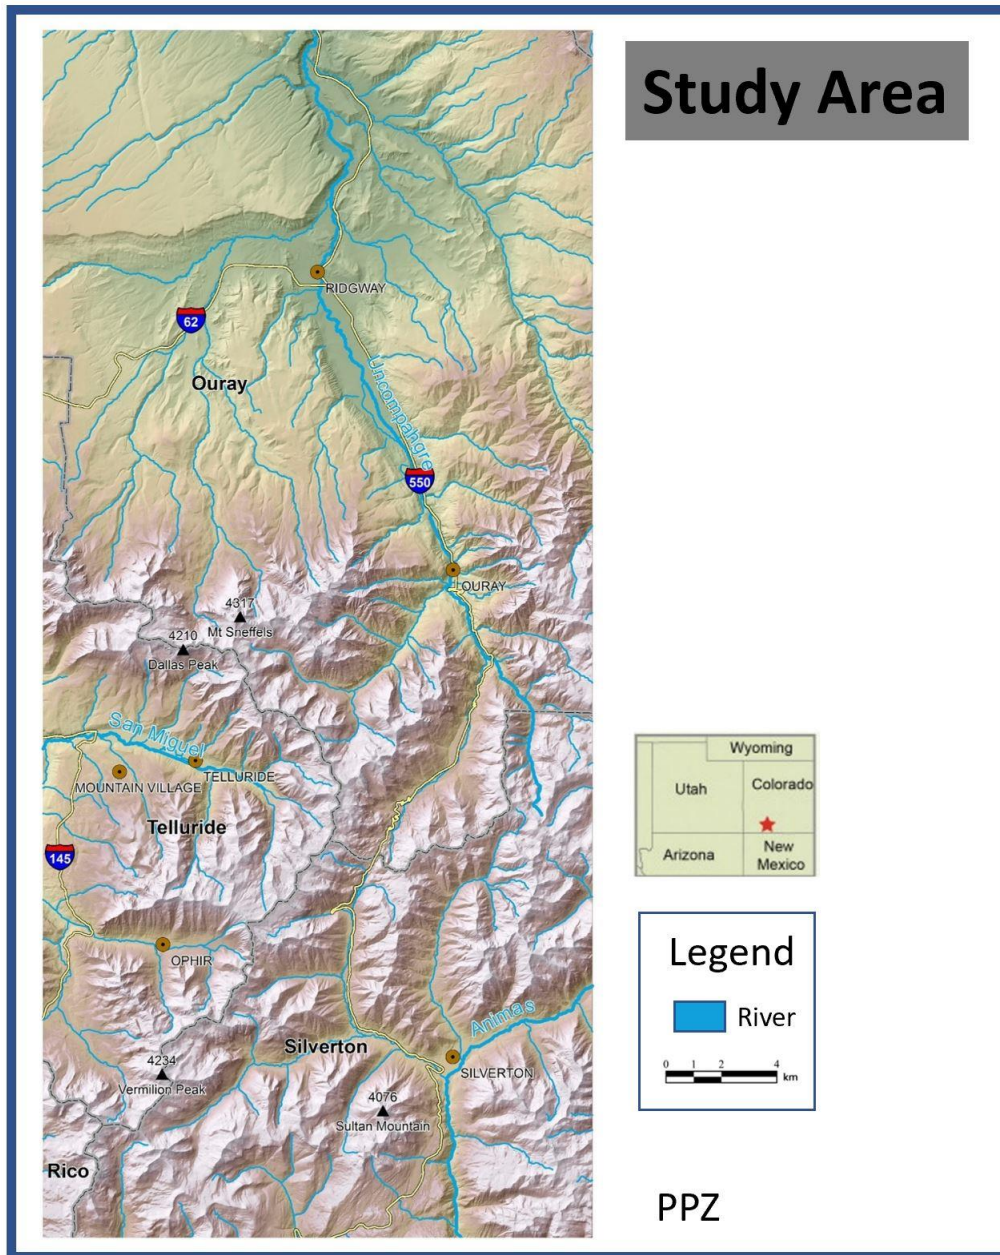 Study Area
RIDGWAY
62
Ouray
Uncompahgre
550
OURAY
4317
Mt Sneffels
4210
Dallas Peak
San Miguel
TELLURIDE
MOUNTAIN VILLAGE
Telluride
145
OPHIR
Animas
Silverton
SILVERTON
4234
Vermilion Peak
4076
Sultan Mountain
Rico
Wyoming
Utah
Colorado
Arizona
New
Mexico
Legend
River
0 1 2 4
km
PPZ